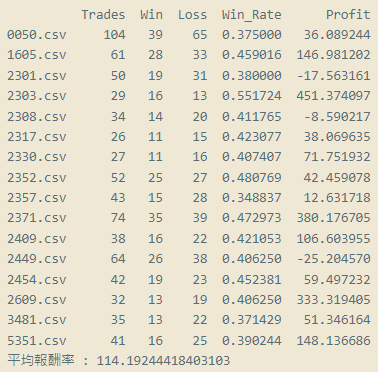 Trades Win Loss Win_Rate Profit
0050.csv 104 39 65 0.375000 36.089244
1605.csv 61 28 33 0.459016 146.981202
2301.csv 50 19 31 0.380000 -17.563161
2303.csv 29 16 13 0.551724 451.374097
2308.csv 34 14 20 0.411765 -8.590217
2317.csv 26 11 15 0.423077 38.069635
2330.csv 27 11 16 0.407407 71.751932
2352.csv 52 25 27 0.480769 42.459078
2357.csv 43 15 28 0.348837 12.631718
2371.csv 74 35 39 0.472973 380.176705
2409.csv 38 16 22 0.421053 106.603955
2449.csv 64 26 38 0.406250 -25.204570
2454.csv 42 19 23 0.452381 59.497232
2609.csv 32 13 19 0.406250 333.319405
3481.csv 35 13 22 0.371429 51.346164
5351.csv 41 16 25 0.390244 148.136686
平均報酬率 : 114.19244418403103